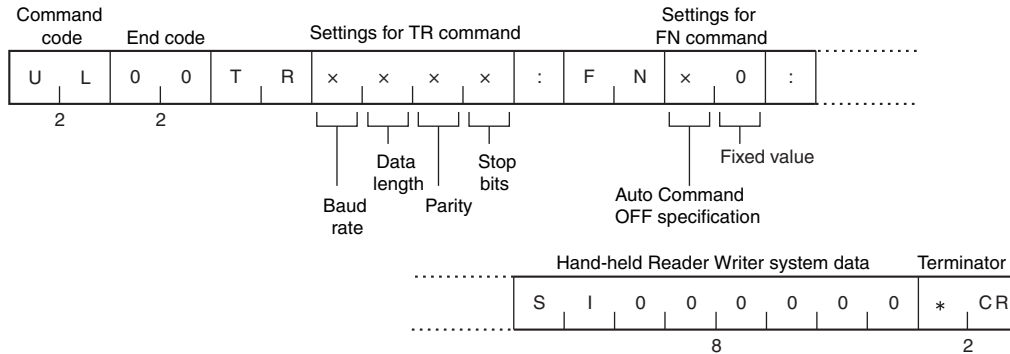 Command code
End code
Settings for TR command
Settings for FN command
U L 0 0 T R × × × × : F N × 0 :
2 2
Baud rate
Data length
Parity
Stop bits
Auto Command OFF specification
Fixed value
Hand-held Reader Writer system data
Terminator
S I 0 0 0 0 0 0 * CR
8 2